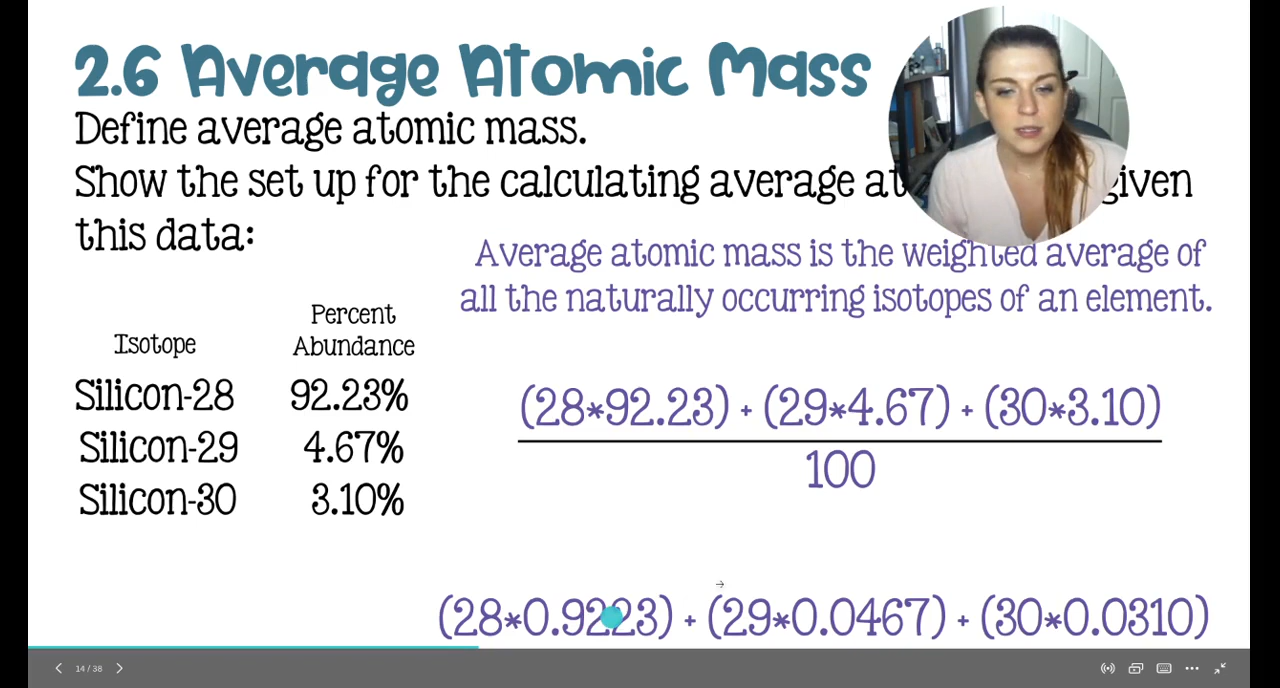 2.6 Average Atomic Mass
Define average atomic mass.
Show the set up for the calculating average at given
this data:
Average atomic mass is the weighted average of
all the naturally occurring isotopes of an element.
Isotope Percent Abundance
Silicon-28 92.23%
Silicon-29 4.67%
Silicon-30 3.10%
(28*92.23) + (29*4.67) + (30*3.10)
100
(28*0.9223) + (29*0.0467) + (30*0.0310)
14 / 38